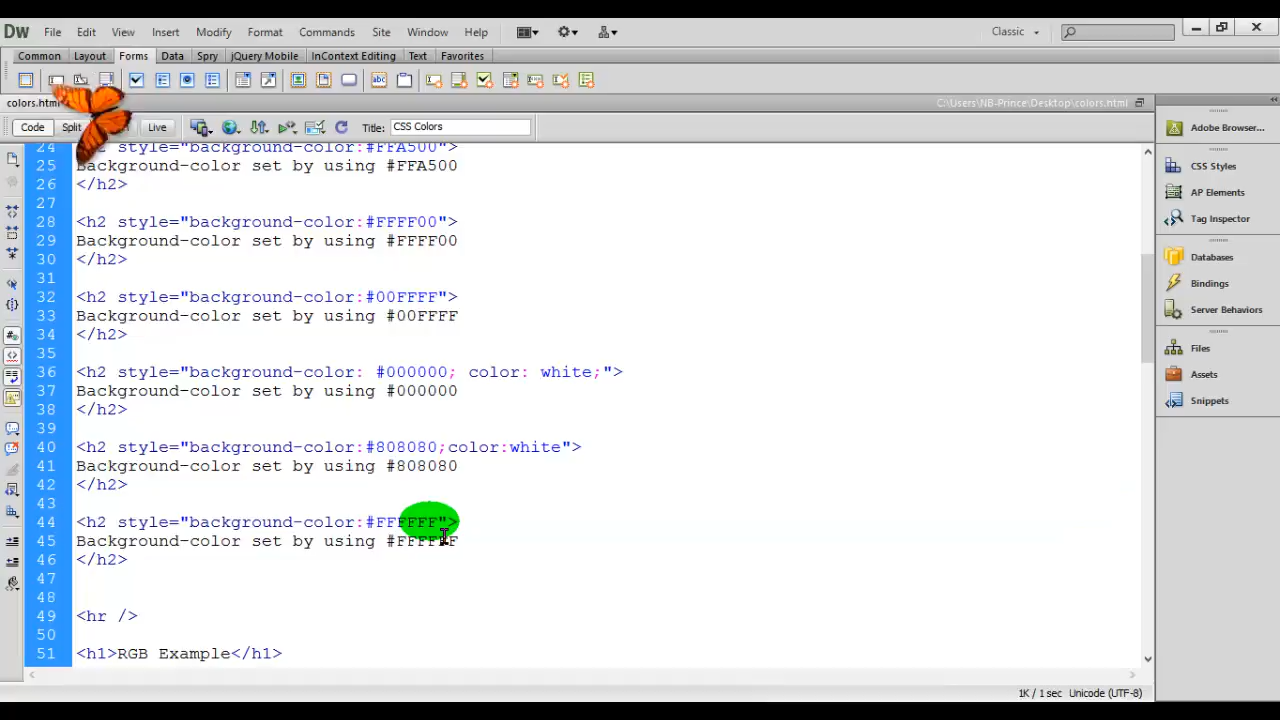 Dw File Edit View Insert Modify Format Commands Site Window Help Classic
Common Layout Forms Data Spry jQuery Mobile InContext Editing Text Favorites
colors.html C:\Users\NB-Prince\Desktop\colors.html
Code Split Live Title: CSS Colors
24 style="background-color:#FFA500">
25 Background-color set by using #FFA500
26 </h2>
27
28 <h2 style="background-color:#FFFF00">
29 Background-color set by using #FFFF00
30 </h2>
31
32 <h2 style="background-color:#00FFFF">
33 Background-color set by using #00FFFF
34 </h2>
35
36 <h2 style="background-color: #000000; color: white;">
37 Background-color set by using #000000
38 </h2>
39
40 <h2 style="background-color:#808080;color:white">
41 Background-color set by using #808080
42 </h2>
43
44 <h2 style="background-color:#FFFFFF">
45 Background-color set by using #FFFFFF
46 </h2>
47
48
49 <hr />
50
51 <h1>RGB Example</h1>
1K / 1 sec Unicode (UTF-8)
Adobe Browser...
CSS Styles
AP Elements
Tag Inspector
Databases
Bindings
Server Behaviors
Files
Assets
Snippets